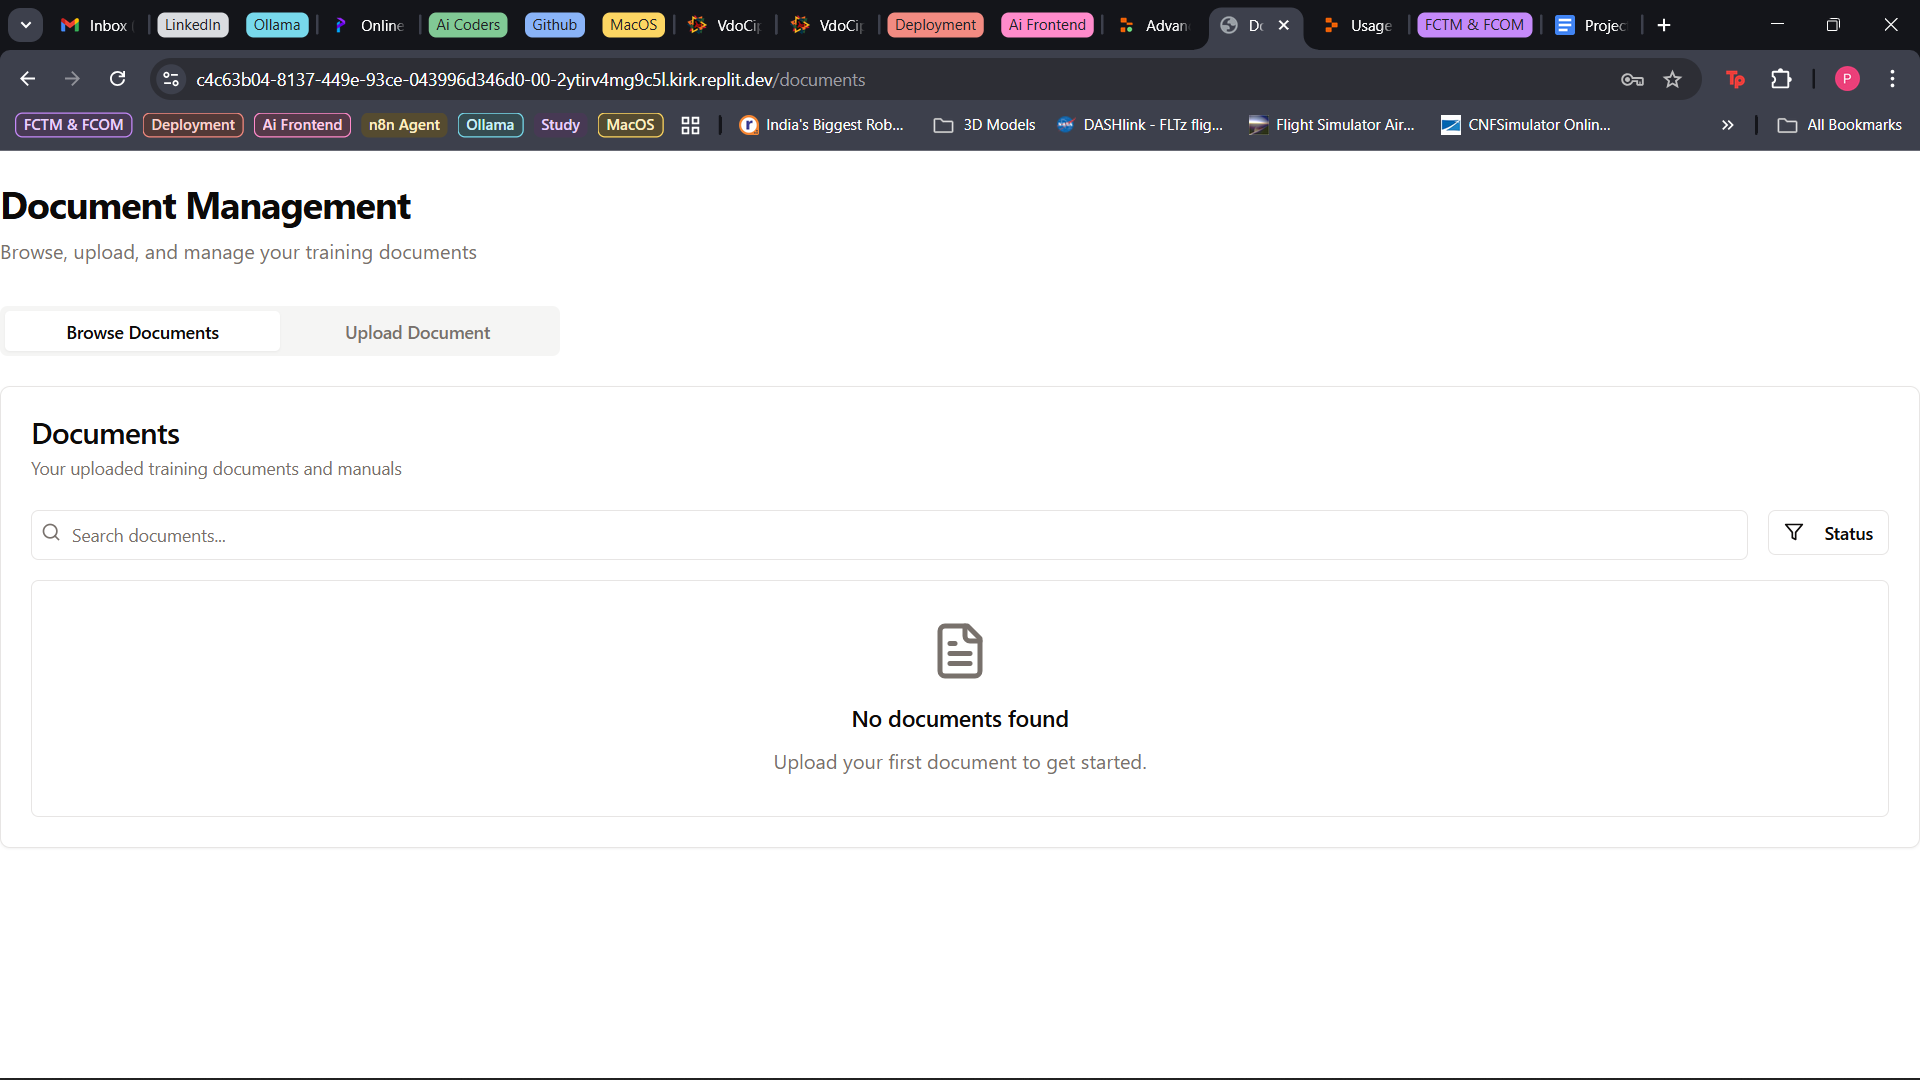 Inbox
LinkedIn
Ollama
Online
Ai Coders
Github
MacOS
VdoCip
VdoCip
Deployment
Ai Frontend
Advan
Do
Usage
FCTM & FCOM
Projec
c4c63b04-8137-449e-93ce-043996d346d0-00-2ytirv4mg9c5l.kirk.replit.dev/documents
Tp
P
FCTM & FCOM
Deployment
Ai Frontend
n8n Agent
Ollama
Study
MacOS
India's Biggest Rob...
3D Models
DASHlink - FLTz flig...
Flight Simulator Air...
CNFSimulator Onlin...
All Bookmarks
Document Management
Browse, upload, and manage your training documents
Browse Documents
Upload Document
Documents
Your uploaded training documents and manuals
Search documents...
Status
No documents found
Upload your first document to get started.